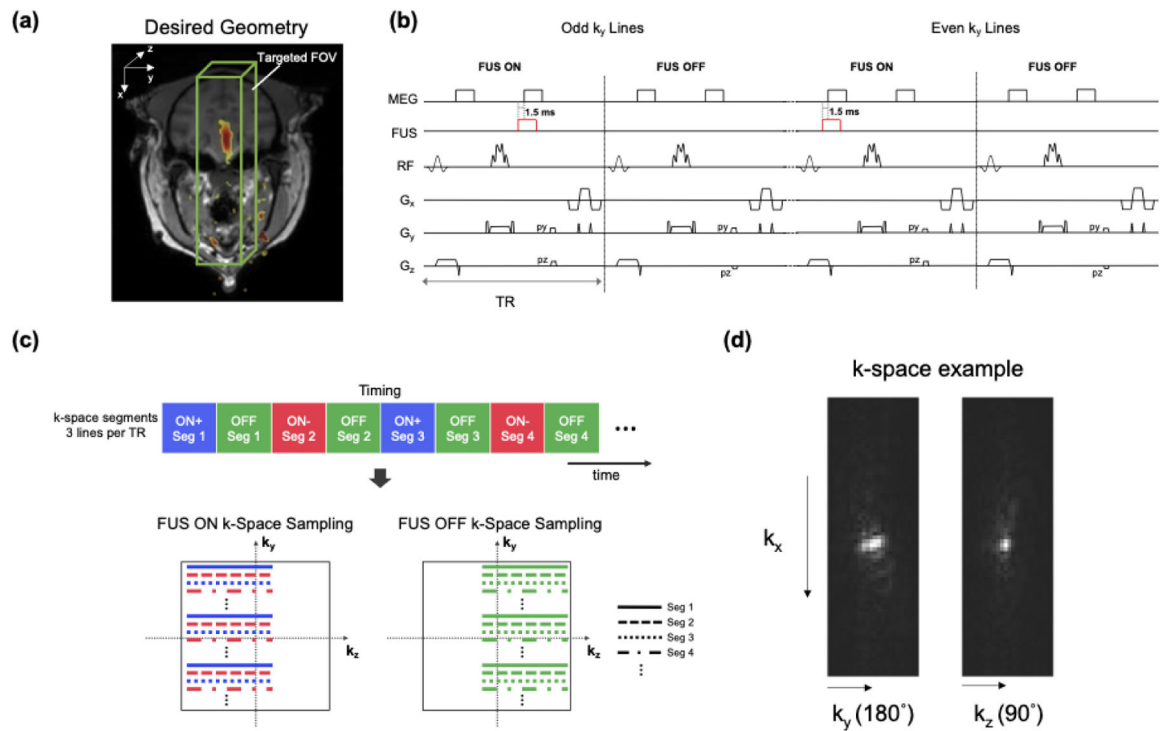 (a)
Desired Geometry
z
y
x
Targeted FOV
(b)
Odd ky Lines
Even ky Lines
FUS ON
FUS OFF
FUS ON
FUS OFF
MEG
1.5 ms
1.5 ms
FUS
RF
Gx
Gy
py
py
py
py
Gz
pz
pz
pz
pz
TR
(c)
Timing
k-space segments
3 lines per TR
ON+
Seg 1
OFF
Seg 1
ON-
Seg 2
OFF
Seg 2
ON+
Seg 3
OFF
Seg 3
ON-
Seg 4
OFF
Seg 4
time
FUS ON k-Space Sampling
FUS OFF k-Space Sampling
ky
ky
kz
kz
Seg 1
Seg 2
Seg 3
Seg 4
(d)
k-space example
kx
ky (180˚)
kz (90˚)